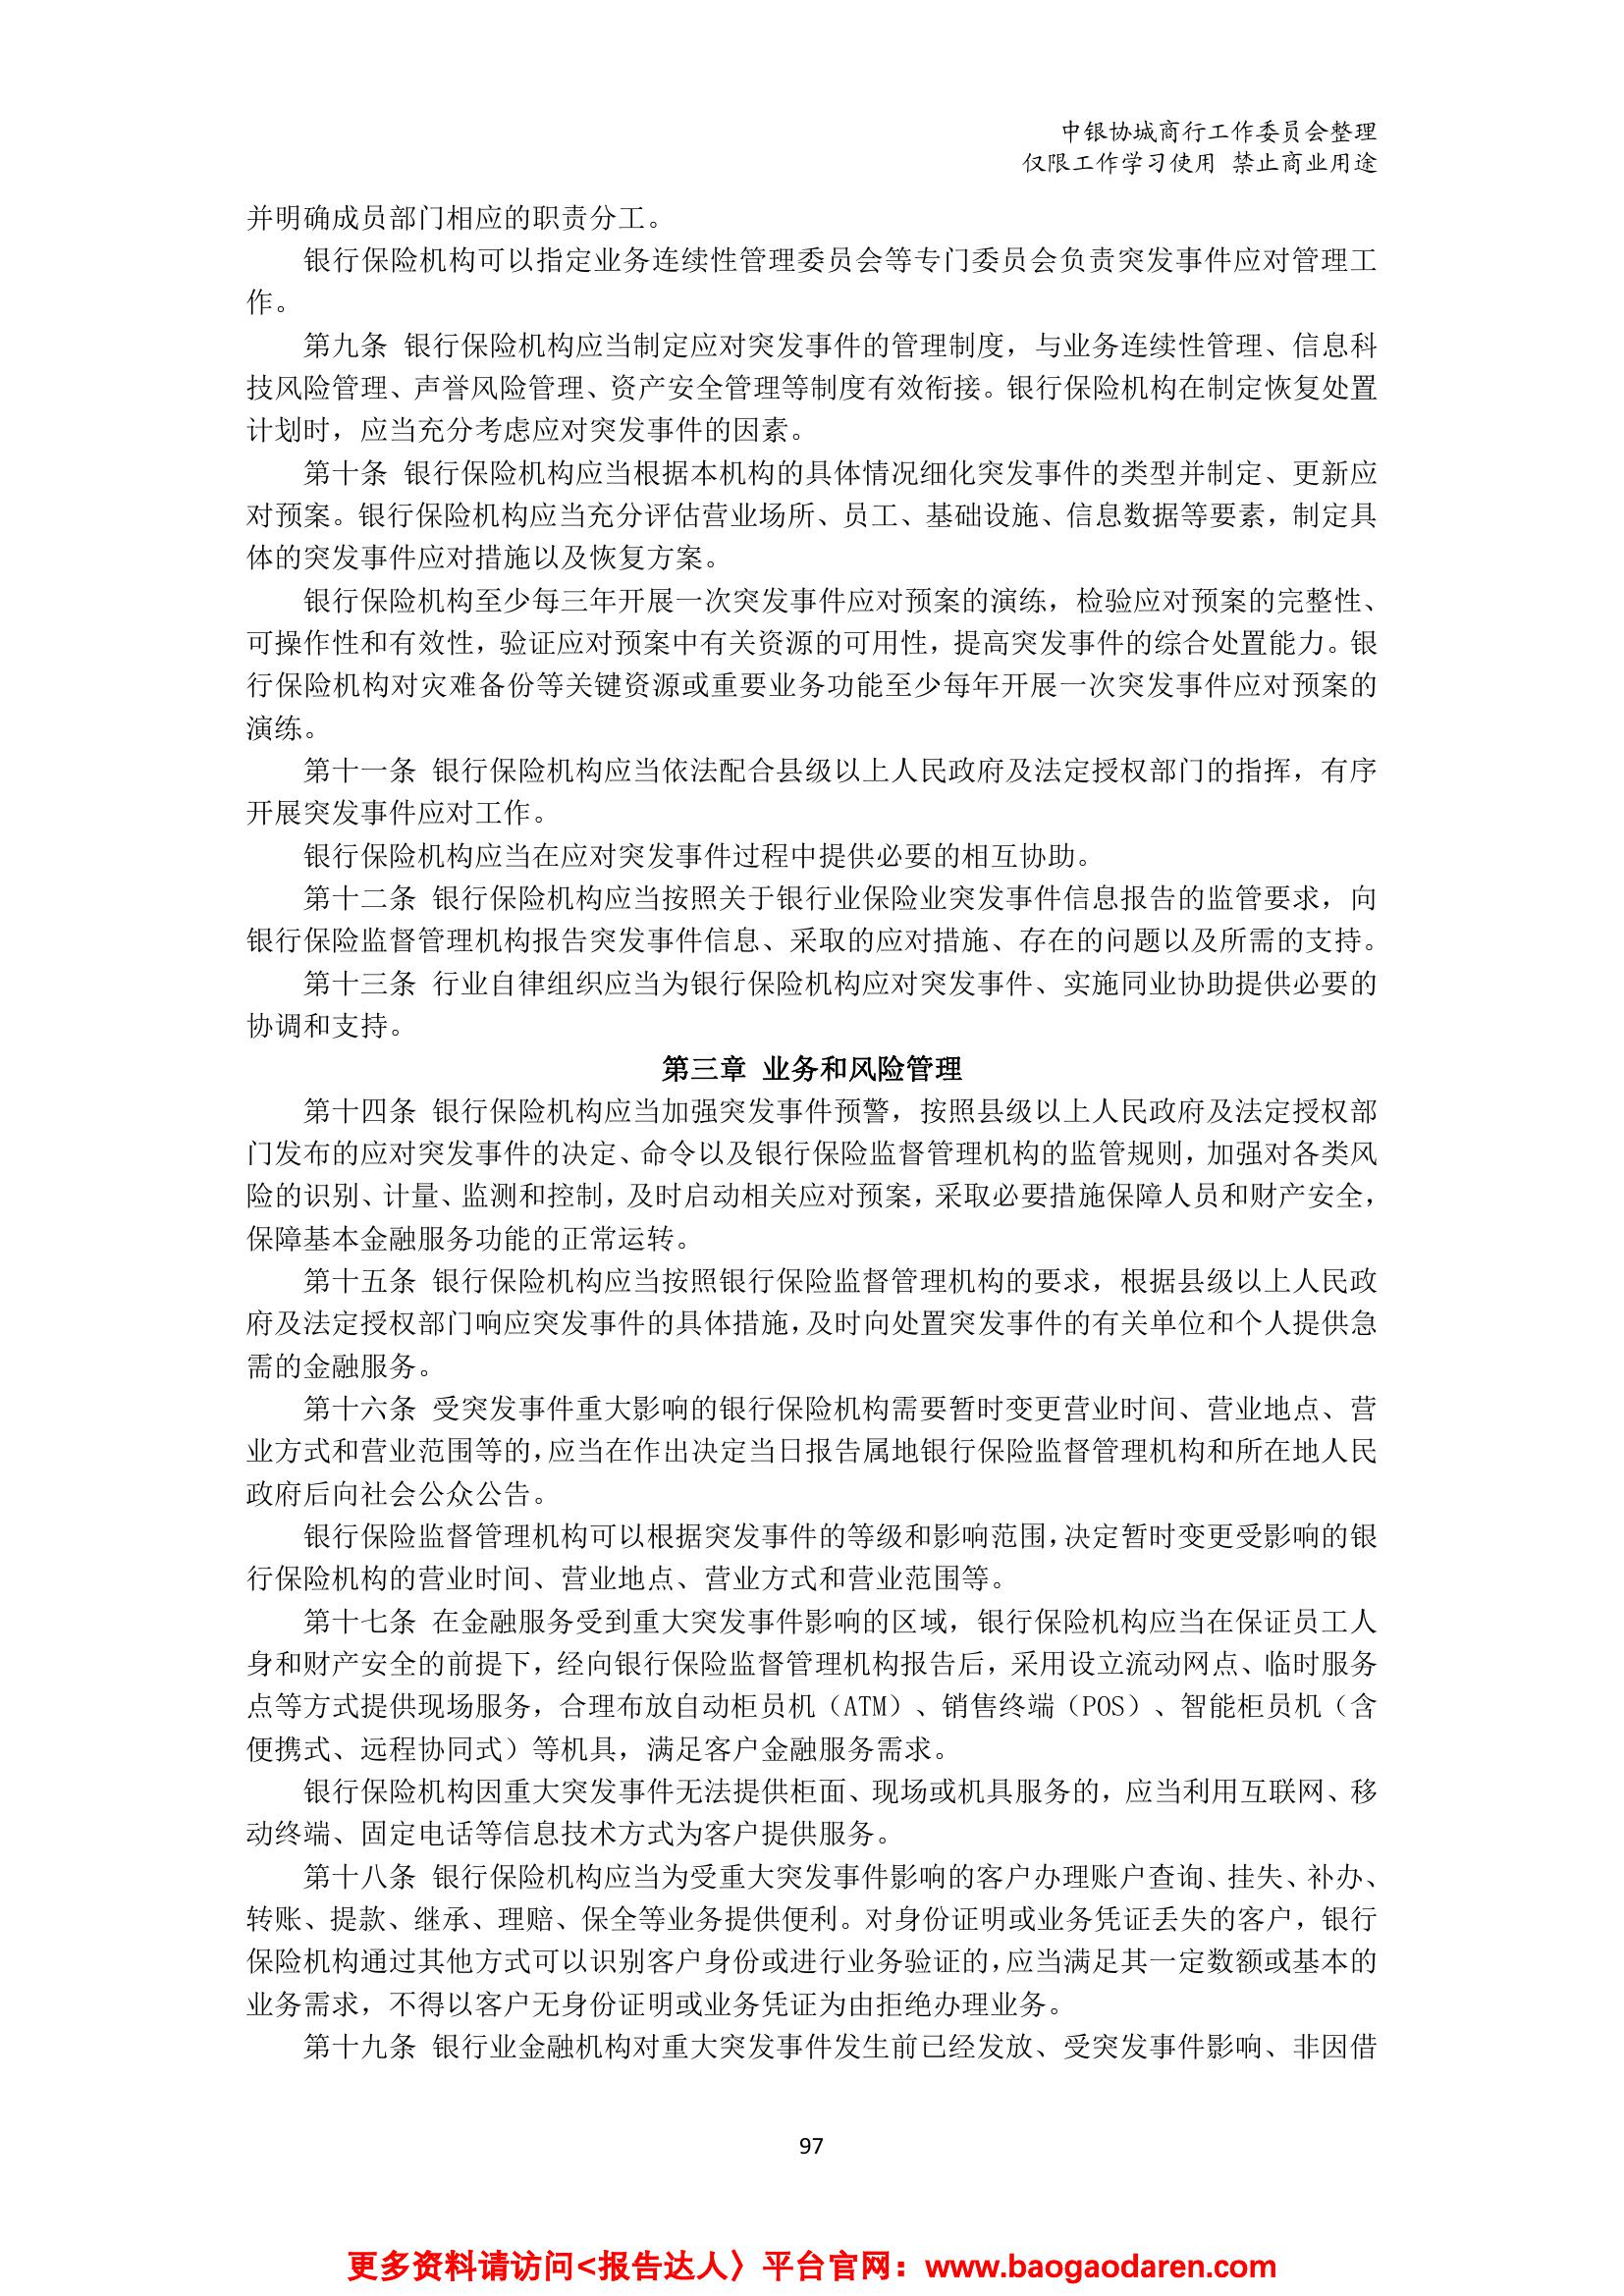 中银协城商行工作委员会整理
仅限工作学习使用 禁止商业用途
并明确成员部门相应的职责分工。
银行保险机构可以指定业务连续性管理委员会等专门委员会负责突发事件应对管理工
作。
第九条 银行保险机构应当制定应对突发事件的管理制度，与业务连续性管理、信息科
技风险管理、声誉风险管理、资产安全管理等制度有效衔接。银行保险机构在制定恢复处置
计划时，应当充分考虑应对突发事件的因素。
第十条 银行保险机构应当根据本机构的具体情况细化突发事件的类型并制定、更新应
对预案。银行保险机构应当充分评估营业场所、员工、基础设施、信息数据等要素，制定具
体的突发事件应对措施以及恢复方案。
银行保险机构至少每三年开展一次突发事件应对预案的演练，检验应对预案的完整性、
可操作性和有效性，验证应对预案中有关资源的可用性，提高突发事件的综合处置能力。银
行保险机构对灾难备份等关键资源或重要业务功能至少每年开展一次突发事件应对预案的
演练。
第十一条 银行保险机构应当依法配合县级以上人民政府及法定授权部门的指挥，有序
开展突发事件应对工作。
银行保险机构应当在应对突发事件过程中提供必要的相互协助。
第十二条 银行保险机构应当按照关于银行业保险业突发事件信息报告的监管要求，向
银行保险监督管理机构报告突发事件信息、采取的应对措施、存在的问题以及所需的支持。
第十三条 行业自律组织应当为银行保险机构应对突发事件、实施同业协助提供必要的
协调和支持。
第三章 业务和风险管理
第十四条 银行保险机构应当加强突发事件预警，按照县级以上人民政府及法定授权部
门发布的应对突发事件的决定、命令以及银行保险监督管理机构的监管规则，加强对各类风
险的识别、计量、监测和控制，及时启动相关应对预案，采取必要措施保障人员和财产安全，
保障基本金融服务功能的正常运转。
第十五条 银行保险机构应当按照银行保险监督管理机构的要求，根据县级以上人民政
府及法定授权部门响应突发事件的具体措施，及时向处置突发事件的有关单位和个人提供急
需的金融服务。
第十六条 受突发事件重大影响的银行保险机构需要暂时变更营业时间、营业地点、营
业方式和营业范围等的，应当在作出决定当日报告属地银行保险监督管理机构和所在地人民
政府后向社会公众公告。
银行保险监督管理机构可以根据突发事件的等级和影响范围，决定暂时变更受影响的银
行保险机构的营业时间、营业地点、营业方式和营业范围等。
第十七条 在金融服务受到重大突发事件影响的区域，银行保险机构应当在保证员工人
身和财产安全的前提下，经向银行保险监督管理机构报告后，采用设立流动网点、临时服务
点等方式提供现场服务，合理布放自动柜员机（ATM）、销售终端（POS）、智能柜员机（含
便携式、远程协同式）等机具，满足客户金融服务需求。
银行保险机构因重大突发事件无法提供柜面、现场或机具服务的，应当利用互联网、移
动终端、固定电话等信息技术方式为客户提供服务。
第十八条 银行保险机构应当为受重大突发事件影响的客户办理账户查询、挂失、补办、
转账、提款、继承、理赔、保全等业务提供便利。对身份证明或业务凭证丢失的客户，银行
保险机构通过其他方式可以识别客户身份或进行业务验证的，应当满足其一定数额或基本的
业务需求，不得以客户无身份证明或业务凭证为由拒绝办理业务。
第十九条 银行业金融机构对重大突发事件发生前已经发放、受突发事件影响、非因借
97
更多资料请访问<报告达人〉平台官网：www.baogaodaren.com